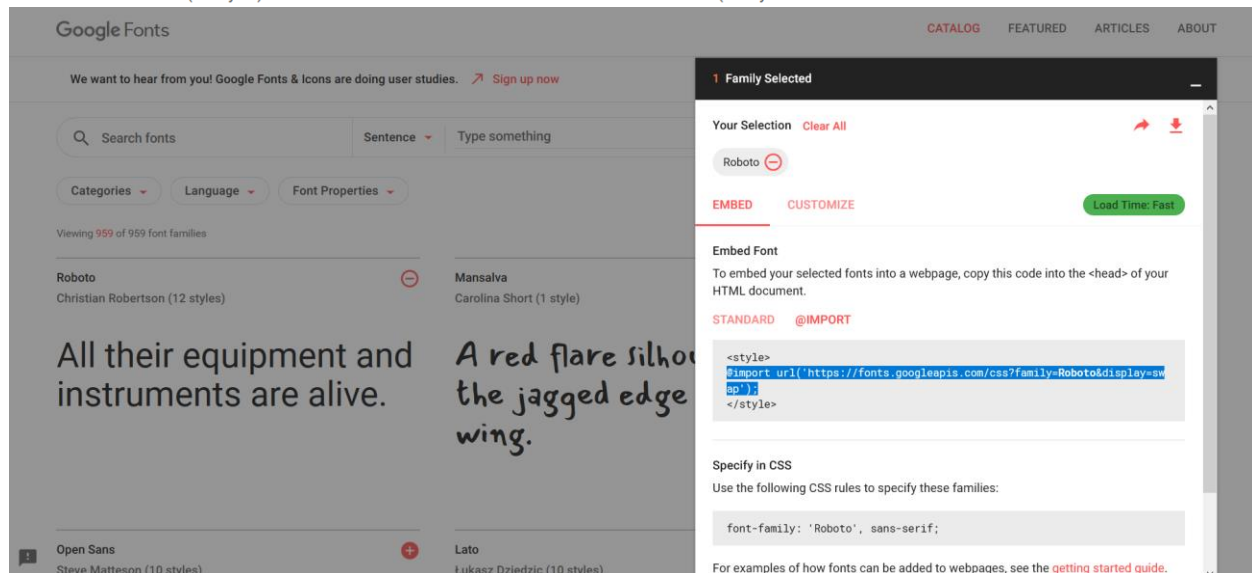 Google Fonts
CATALOG FEATURED ARTICLES ABOUT
We want to hear from you! Google Fonts & Icons are doing user studies. Sign up now
Search fonts
Sentence
Type something
Categories Language Font Properties
Viewing 959 of 959 font families
Roboto
Christian Robertson (12 styles)
All their equipment and
instruments are alive.
Mansalva
Carolina Short (1 style)
A red flare silhou
the jagged edge
wing.
Open Sans
Steve Matteson (10 styles)
Lato
Łukasz Dziedzic (10 styles)
1 Family Selected
Your Selection Clear All
Roboto
EMBED CUSTOMIZE
Load Time: Fast
Embed Font
To embed your selected fonts into a webpage, copy this code into the <head> of your
HTML document.
STANDARD @IMPORT
<style>
@import url('https://fonts.googleapis.com/css?family=Roboto&display=sw
ap');
</style>
Specify in CSS
Use the following CSS rules to specify these families:
font-family: 'Roboto', sans-serif;
For examples of how fonts can be added to webpages, see the getting started guide.